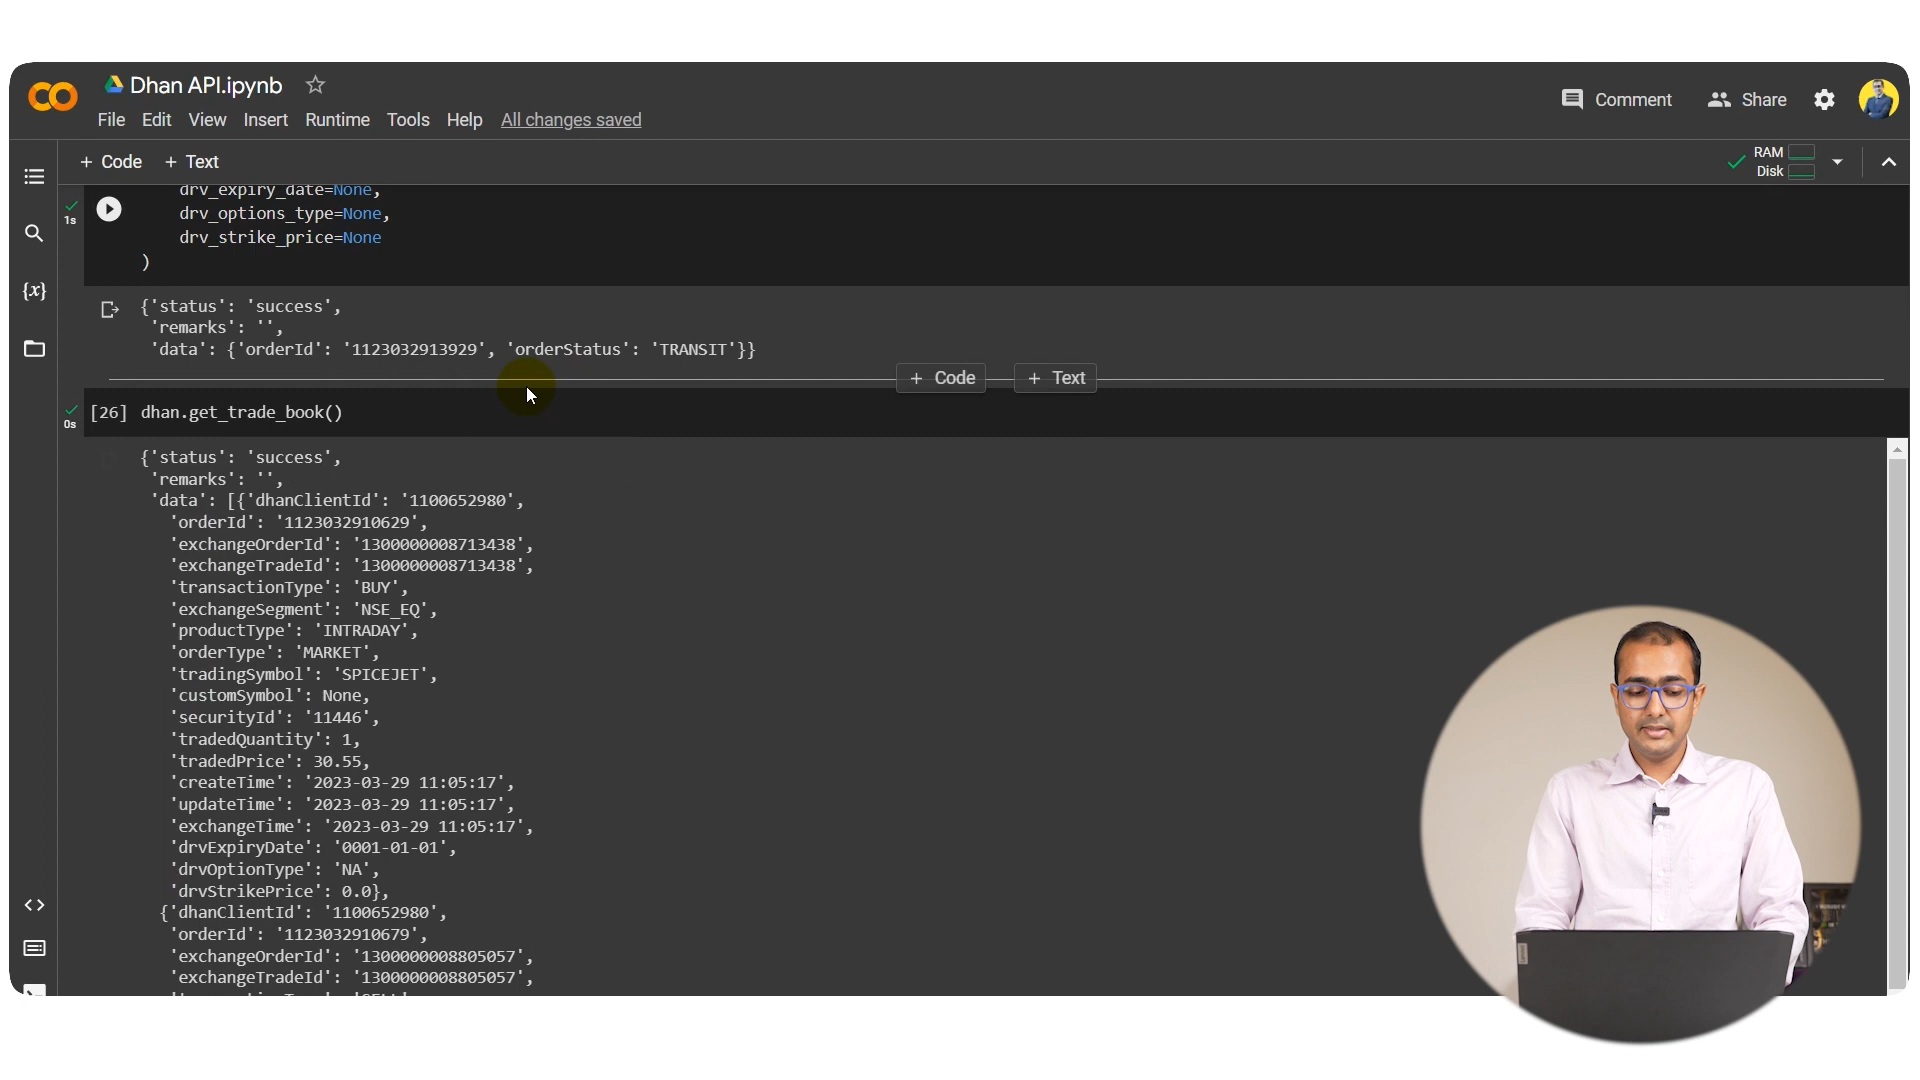 Dhan API.ipynb
File Edit View Insert Runtime Tools Help All changes saved
Comment Share
+ Code + Text
RAM
Disk
drv_expiry_date=None,
1s
drv_options_type=None,
drv_strike_price=None
)
{x}
{'status': 'success',
'remarks': '',
'data': {'orderId': '1123032913929', 'orderStatus': 'TRANSIT'}}
+ Code + Text
[26] dhan.get_trade_book()
0s
{'status': 'success',
'remarks': '',
'data': [{'dhanClientId': '1100652980',
'orderId': '1123032910629',
'exchangeOrderId': '1300000008713438',
'exchangeTradeId': '1300000008713438',
'transactionType': 'BUY',
'exchangeSegment': 'NSE_EQ',
'productType': 'INTRADAY',
'orderType': 'MARKET',
'tradingSymbol': 'SPICEJET',
'customSymbol': None,
'securityId': '11446',
'tradedQuantity': 1,
'tradedPrice': 30.55,
'createTime': '2023-03-29 11:05:17',
'updateTime': '2023-03-29 11:05:17',
'exchangeTime': '2023-03-29 11:05:17',
'drvExpiryDate': '0001-01-01',
'drvOptionType': 'NA',
'drvStrikePrice': 0.0},
{'dhanClientId': '1100652980',
'orderId': '1123032910679',
'exchangeOrderId': '1300000008805057',
'exchangeTradeId': '1300000008805057',